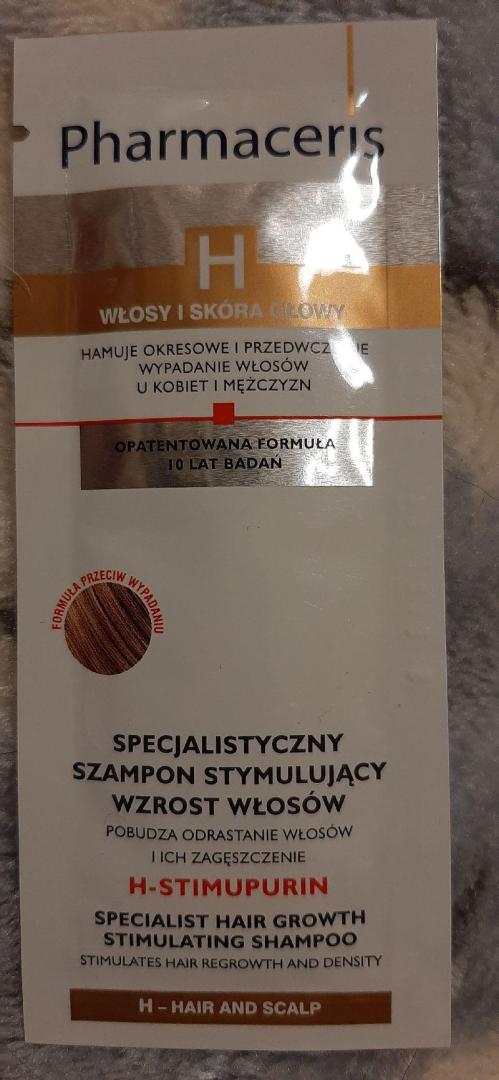 Pharmaceris
H
WŁOSY I SKÓRA GŁOWY
HAMUJE OKRESOWE I
WYPADANIE WŁOSÓW
U KOBIET I MĘŻCZYZN
OPATENTOWANA FORMUŁA
10 LAT BADAŃ
FORMUŁA PRZECIW WYPADANIU
SPECJALISTYCZNY
SZAMPON STYMULUJĄCY
WZROST WŁOSÓW
POBUDZA ODRASTANIE WŁOSÓW
I ICH ZAGĘSZCZENIE
H-STIMUPURIN
SPECIALIST HAIR GROWTH
STIMULATING SHAMPOO
STIMULATES HAIR REGROWTH AND DENSITY
H – HAIR AND SCALP